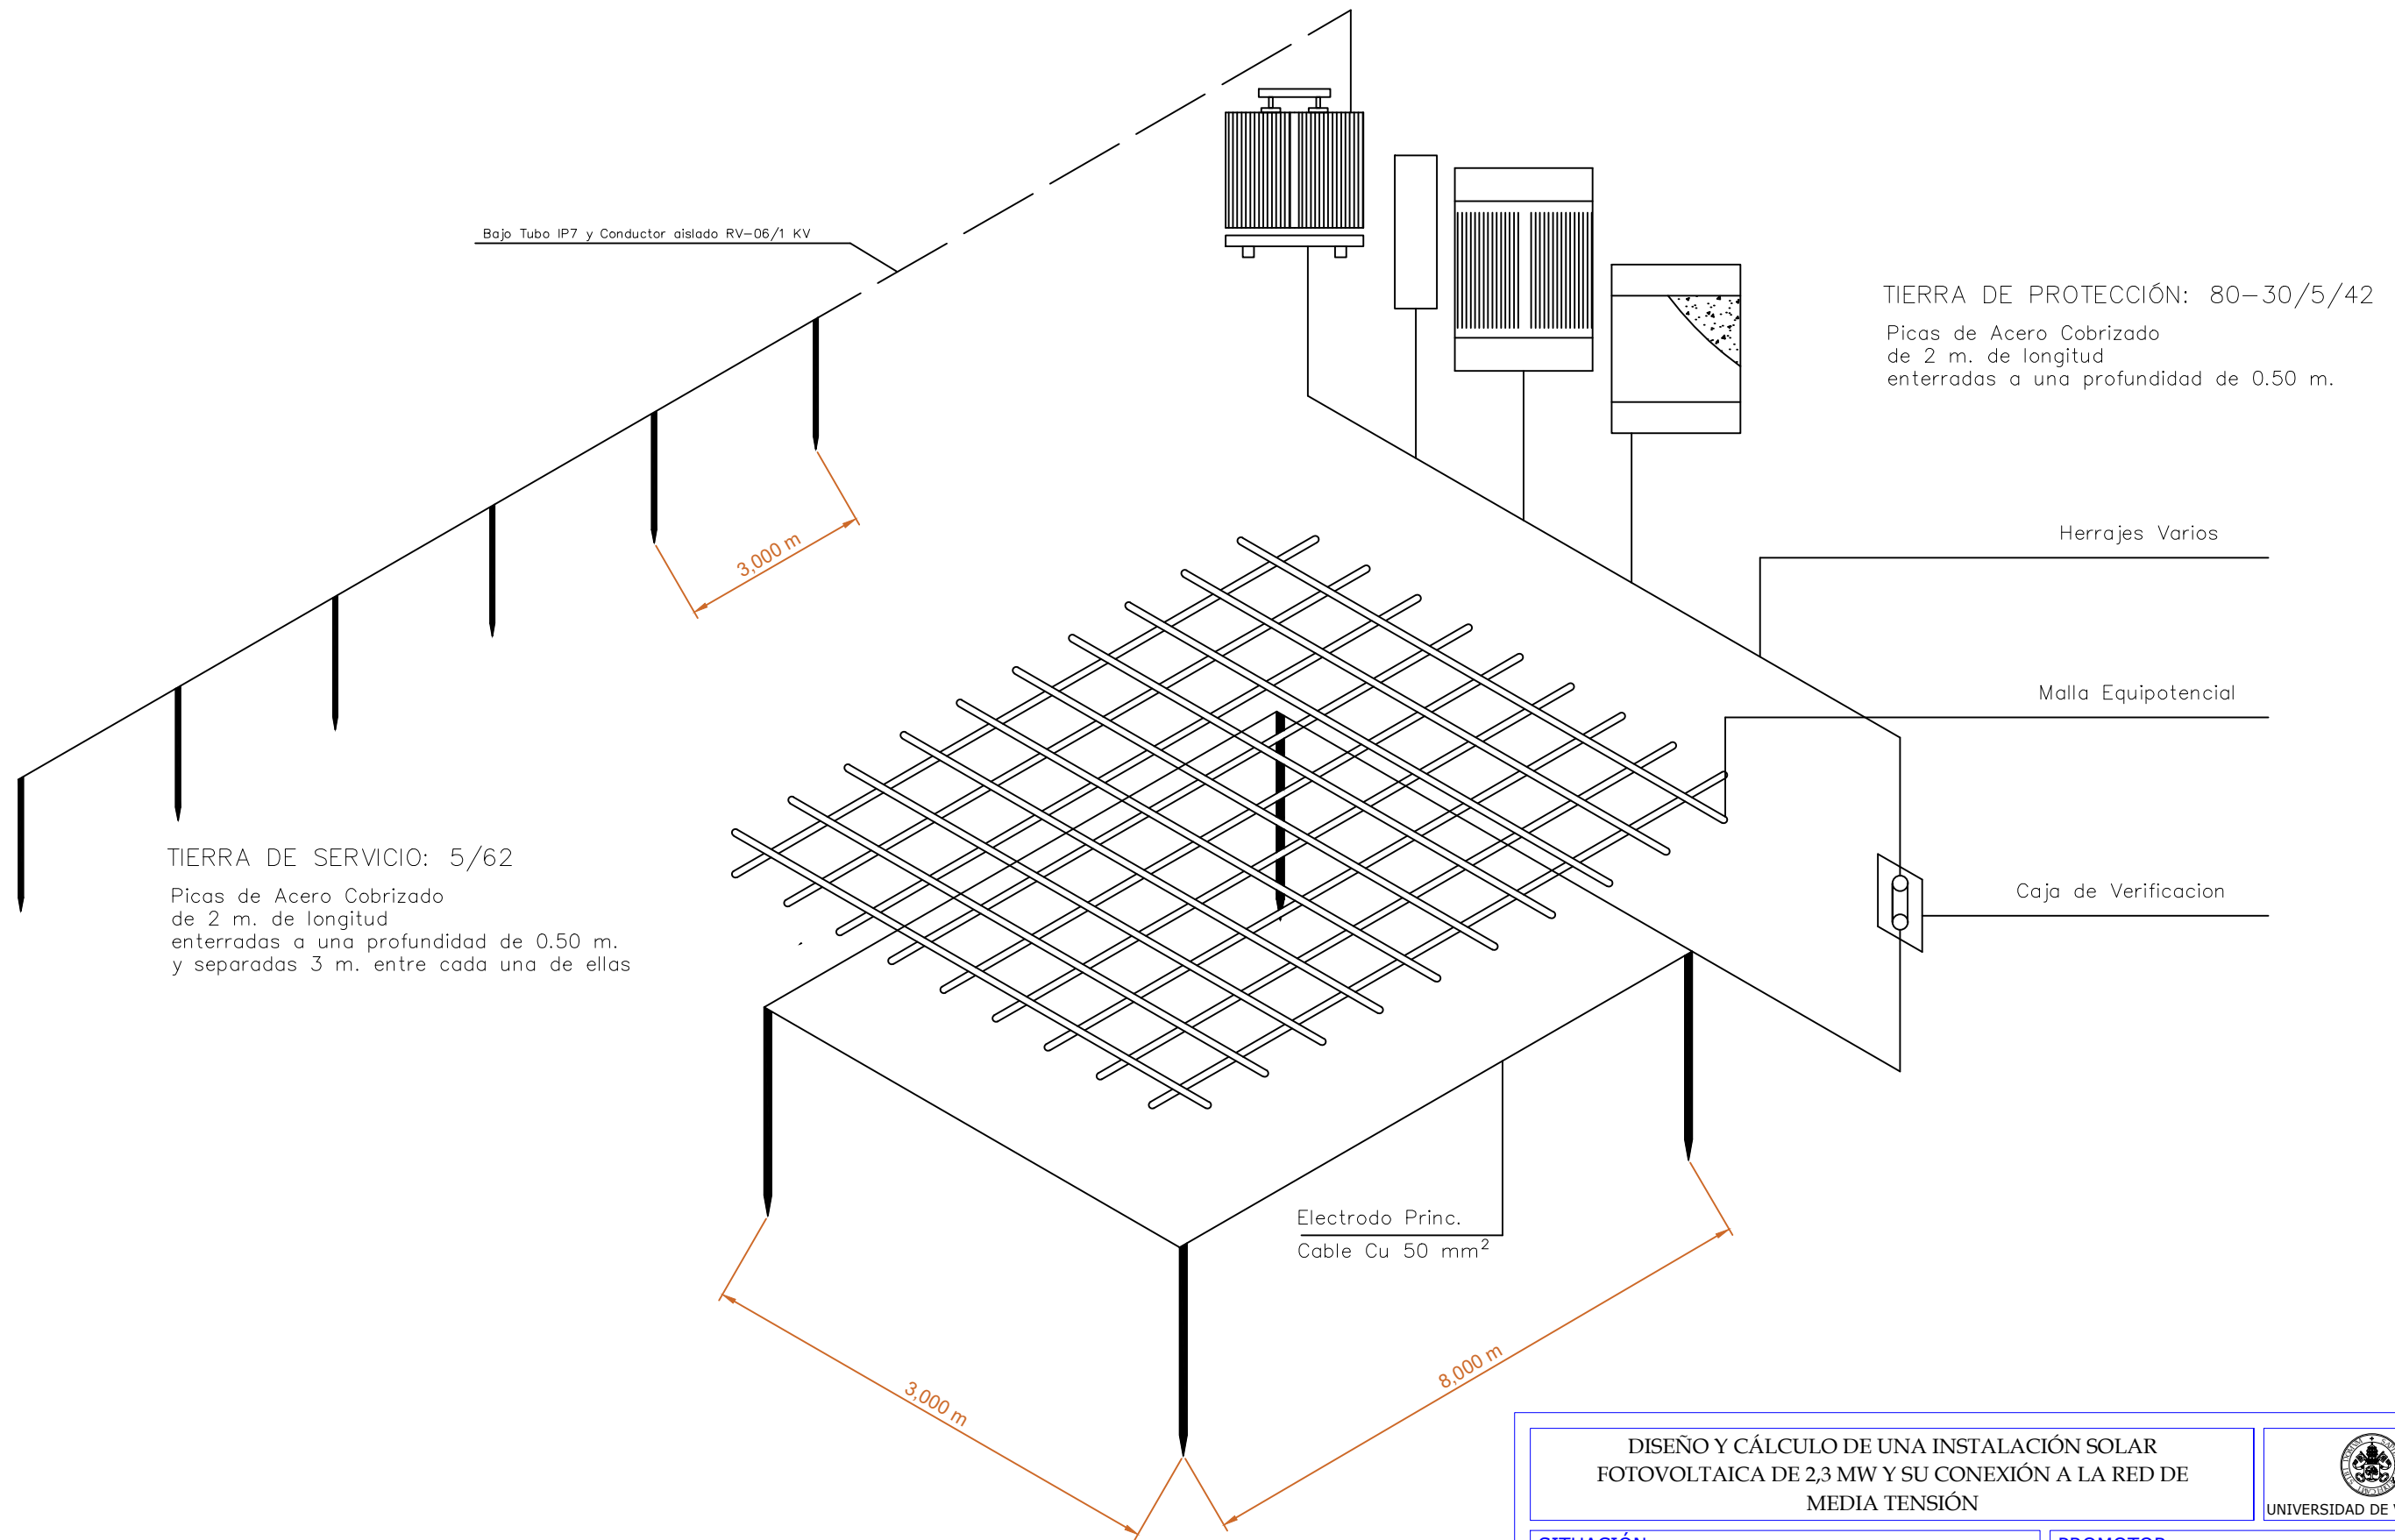 Bajo Tubo IP7 y Conductor aislado RV-06/1 KV
TIERRA DE PROTECCIÓN: 80-30/5/42
Picas de Acero Cobrizado
de 2 m. de longitud
enterradas a una profundidad de 0.50 m.
3,000 m
Herrajes Varios
Malla Equipotencial
Caja de Verificacion
TIERRA DE SERVICIO: 5/62
Picas de Acero Cobrizado
de 2 m. de longitud
enterradas a una profundidad de 0.50 m.
y separadas 3 m. entre cada una de ellas
Electrodo Princ.
Cable Cu 50 mm²
3,000 m
8,000 m
DISEÑO Y CÁLCULO DE UNA INSTALACIÓN SOLAR
FOTOVOLTAICA DE 2,3 MW Y SU CONEXIÓN A LA RED DE
MEDIA TENSIÓN
UNIVERSIDAD DE
SITUACIÓN
PROMOTOR